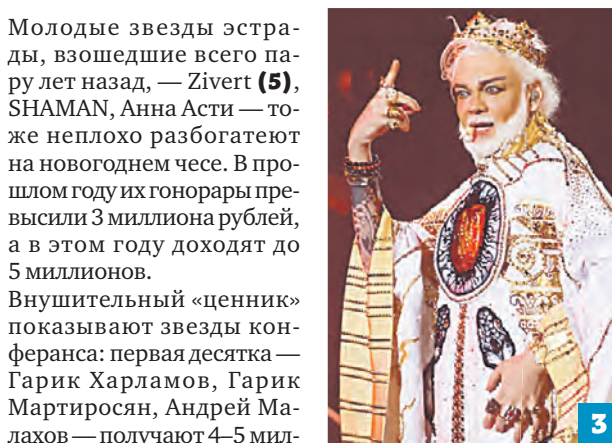 Молодые звезды эстра-
ды, взошедшие всего па-
ру лет назад, — Zivert (5),
SHAMAN, Анна Асти — то-
же неплохо разбогатеют
на новогоднем чесе. В про-
шлом году их гонорары пре-
высили 3 миллиона рублей,
а в этом году доходят до
5 миллионов.
Внушительный «ценник»
показывают звезды кон-
феранса: первая десятка —
Гарик Харламов, Гарик
Мартиросян, Андрей Ма-
лахов — получают 4–5 мил-
3